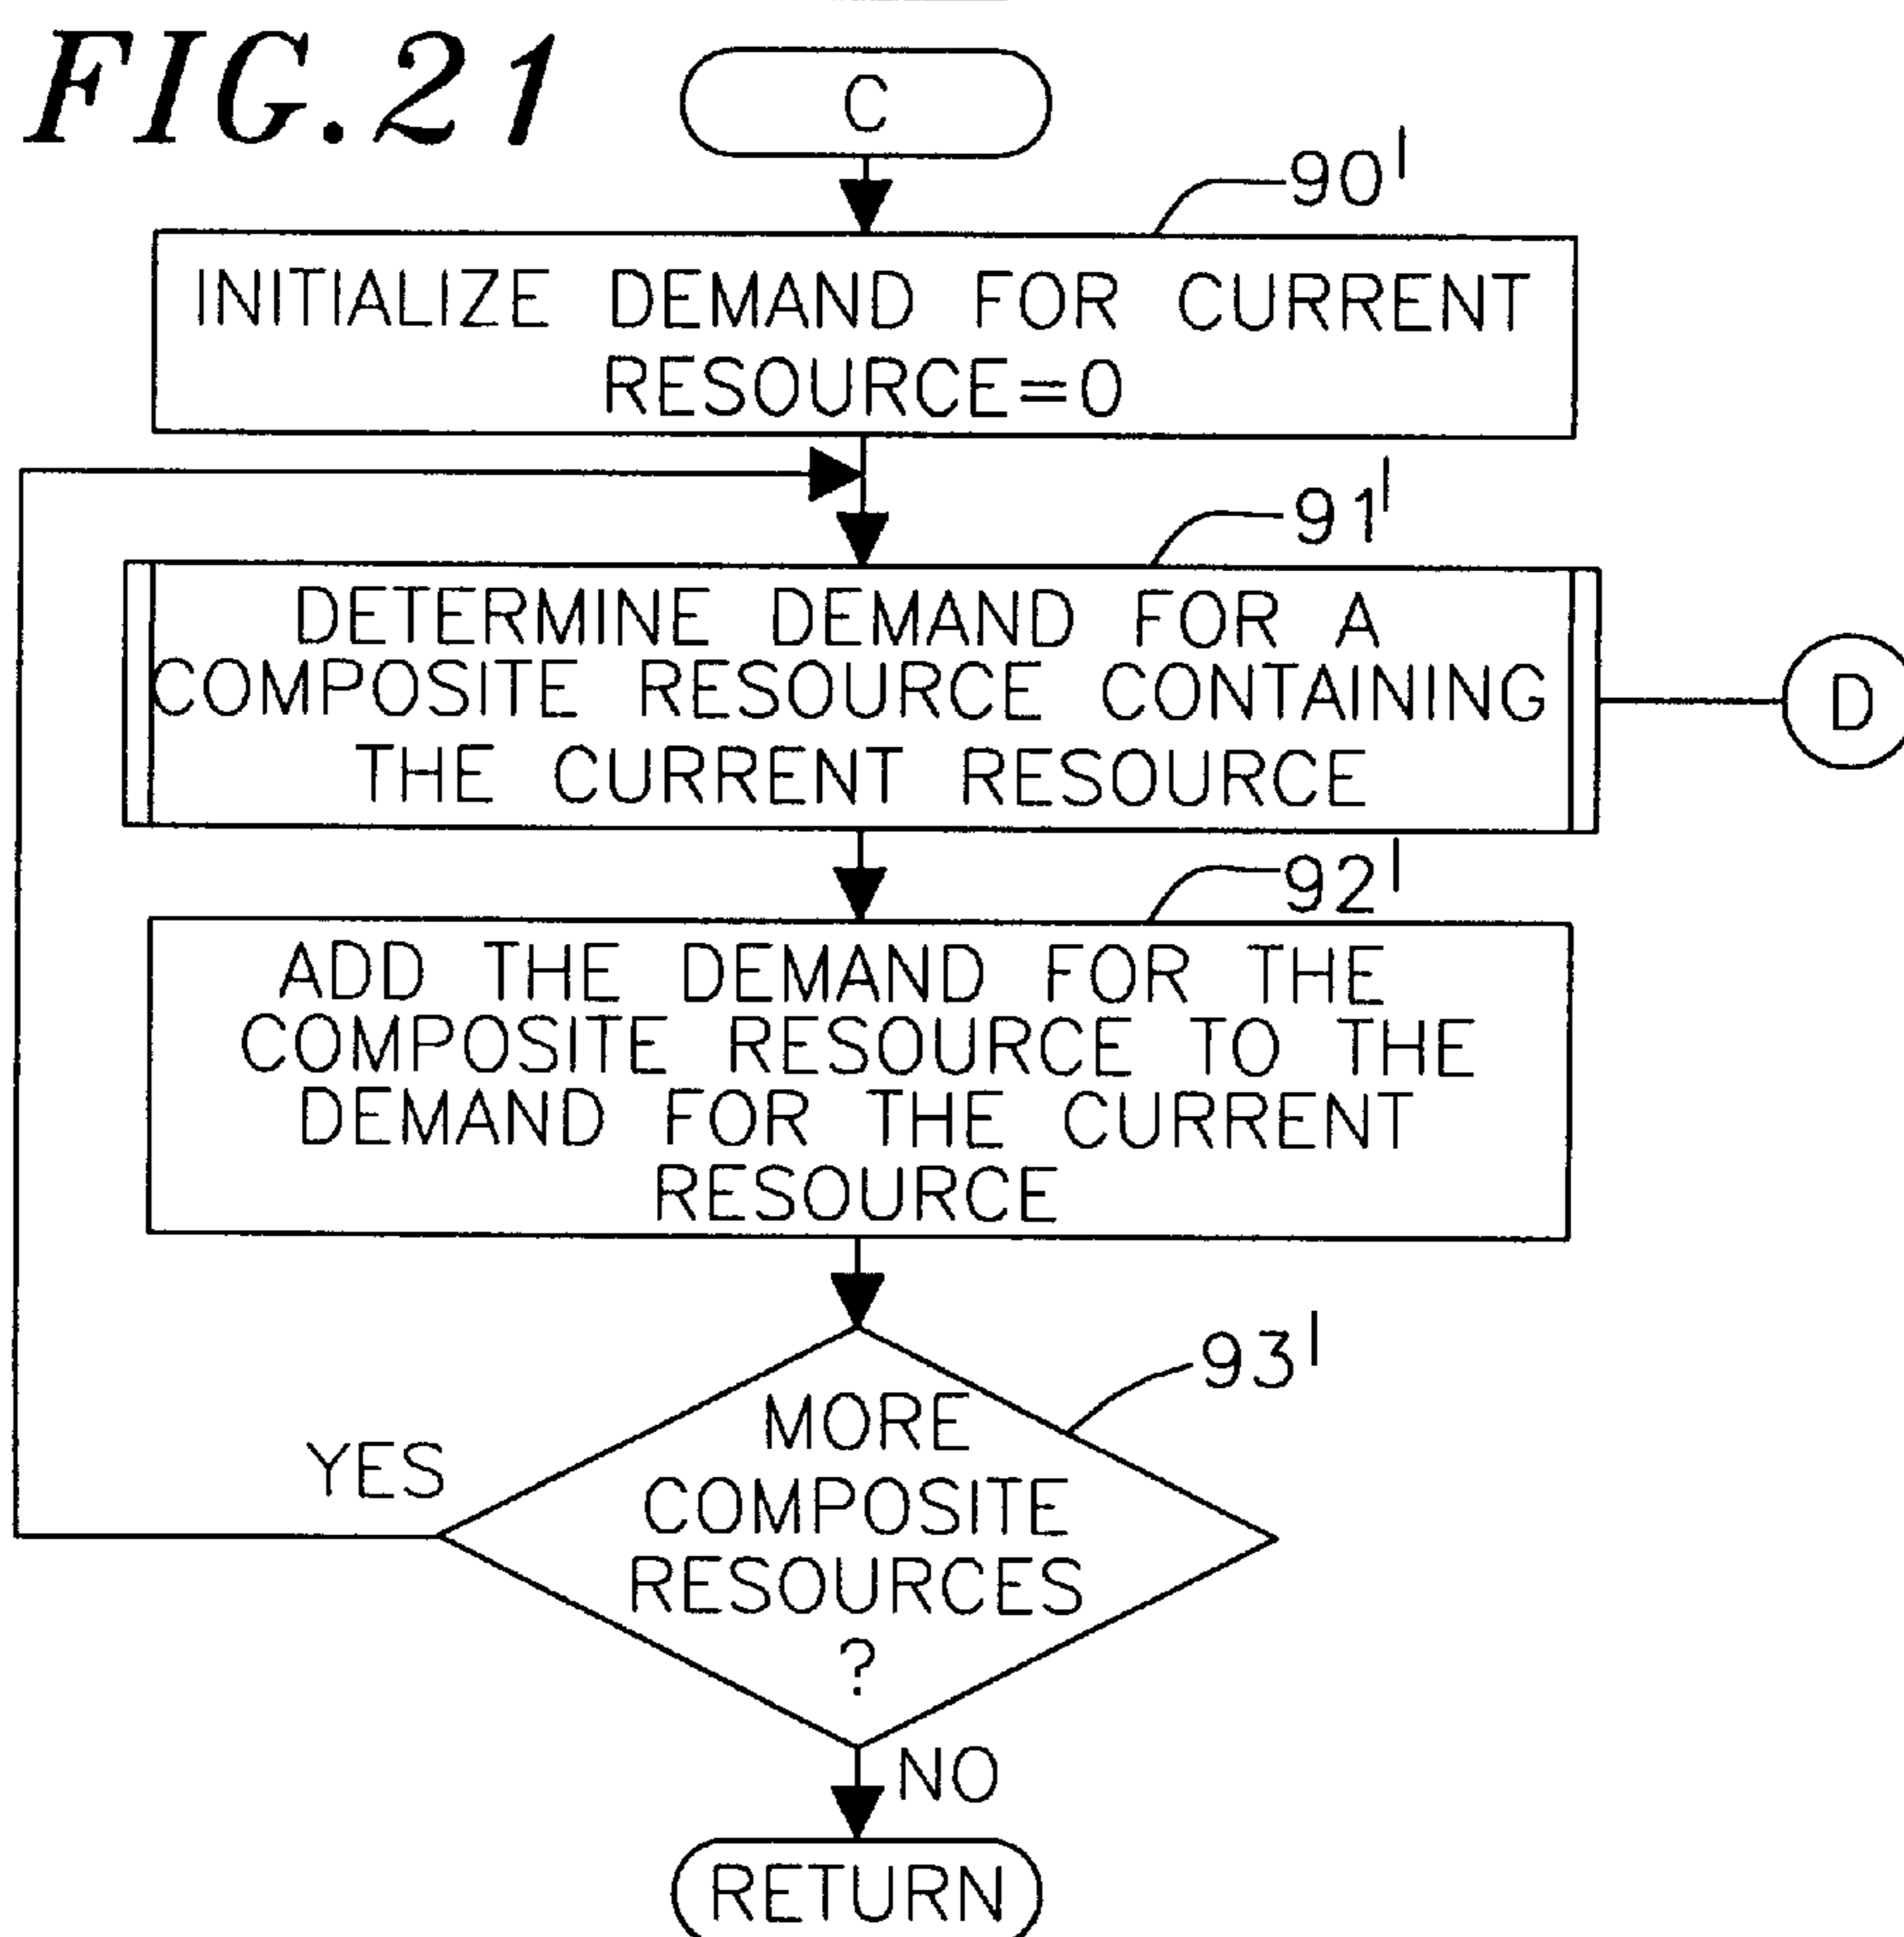 FIG.21
C
90'
INITIALIZE DEMAND FOR CURRENT
RESOURCE=0
91'
DETERMINE DEMAND FOR A
COMPOSITE RESOURCE CONTAINING
THE CURRENT RESOURCE
D
92'
ADD THE DEMAND FOR THE
COMPOSITE RESOURCE TO THE
DEMAND FOR THE CURRENT
RESOURCE
93'
MORE
COMPOSITE
RESOURCES
?
YES
NO
RETURN